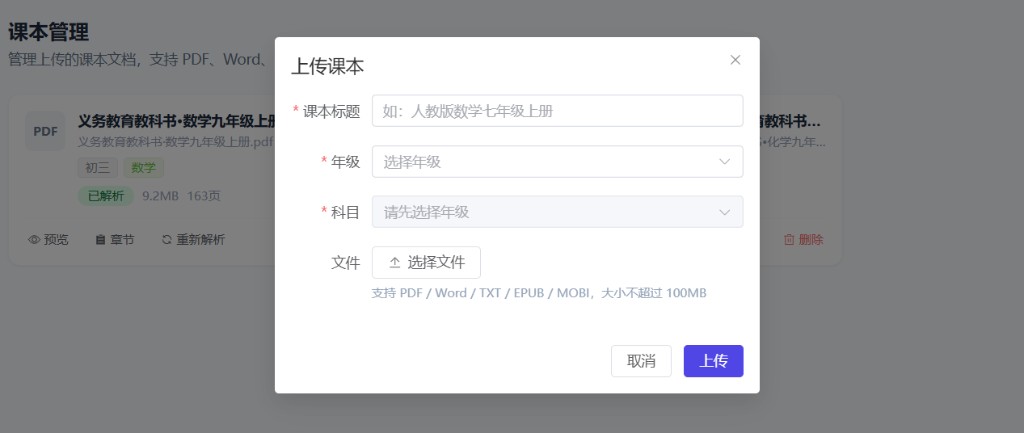 课本管理
管理上传的课本文档，支持 PDF、Word、
PDF
义务教育教科书•数学九年级上册
义务教育教科书·数学九年级上册.pdf
初三
数学
已解析
9.2MB
163页
预览
章节
重新解析
育教科书...
•化学九年...
删除
上传课本
* 课本标题
如：人教版数学七年级上册
* 年级
选择年级
* 科目
请先选择年级
文件
选择文件
支持 PDF / Word / TXT / EPUB / MOBI，大小不超过 100MB
取消
上传